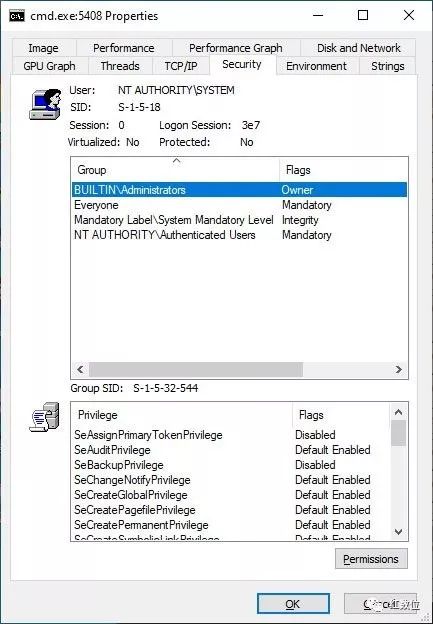 cmd.exe:5408 Properties
Image Performance Performance Graph Disk and Network
GPU Graph Threads TCP/IP Security Environment Strings
User: NT AUTHORITY\SYSTEM
SID: S-1-5-18
Session: 0 Logon Session: 3e7
Virtualized: No Protected: No
Group Flags
BUILTIN\Administrators Owner
Everyone Mandatory
Mandatory Label\System Mandatory Level Integrity
NT AUTHORITY\Authenticated Users Mandatory
Group SID: S-1-5-32-544
Privilege Flags
SeAssignPrimaryTokenPrivilege Disabled
SeAuditPrivilege Default Enabled
SeBackupPrivilege Disabled
SeChangeNotifyPrivilege Default Enabled
SeCreateGlobalPrivilege Default Enabled
SeCreatePagefilePrivilege Default Enabled
SeCreatePermanentPrivilege Default Enabled
SeCreateSymbolicLinkPrivilege Default Enabled
Permissions
OK
红数位